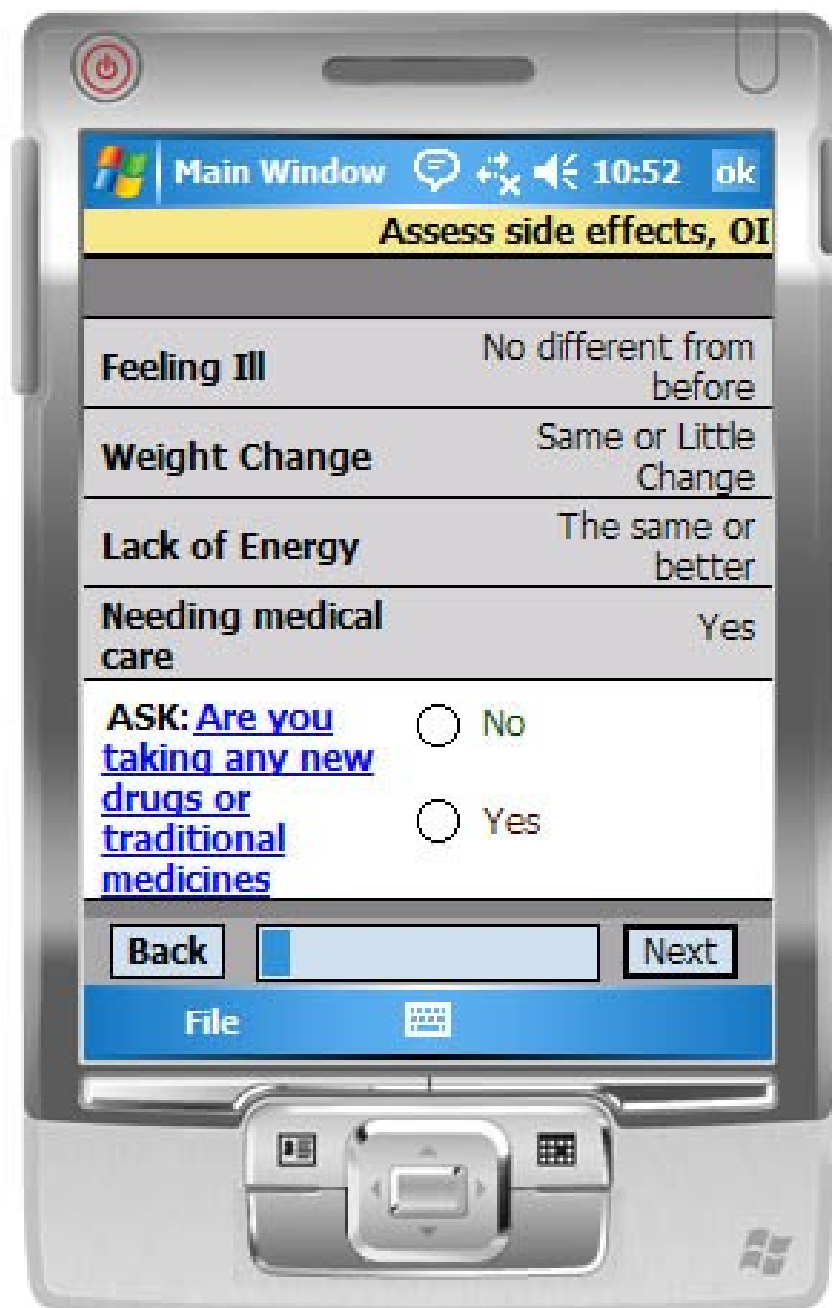 Main Window 10:52 ok
Assess side effects, OI
Feeling Ill
No different from
before
Weight Change
Same or Little
Change
Lack of Energy
The same or
better
Needing medical
care
Yes
ASK: Are you
taking any new
drugs or
traditional
medicines
No
Yes
Back
Next
File